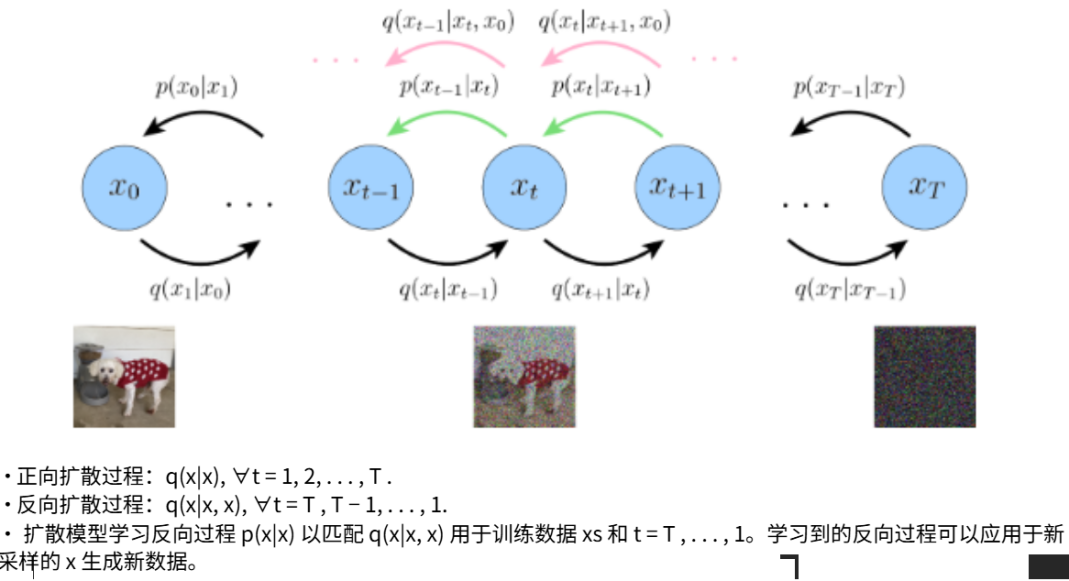 q(x_{t−1}|x_t, x_0) q(x_t|x_{t+1}, x_0)
. . . . . .
p(x_0|x_1) p(x_{t−1}|x_t) p(x_t|x_{t+1}) p(x_{T−1}|x_T)
x_0 . . . x_{t−1} x_t x_{t+1} . . . x_T
q(x_1|x_0) q(x_t|x_{t−1}) q(x_{t+1}|x_t) q(x_T|x_{T−1})
•正向扩散过程：q(x|x), ∀t = 1, 2, . . . , T .
•反向扩散过程：q(x|x, x), ∀t = T , T − 1, . . . , 1.
• 扩散模型学习反向过程 p(x|x) 以匹配 q(x|x, x) 用于训练数据 xs 和 t = T , . . . , 1。学习到的反向过程可以应用于新
采样的 x 生成新数据。